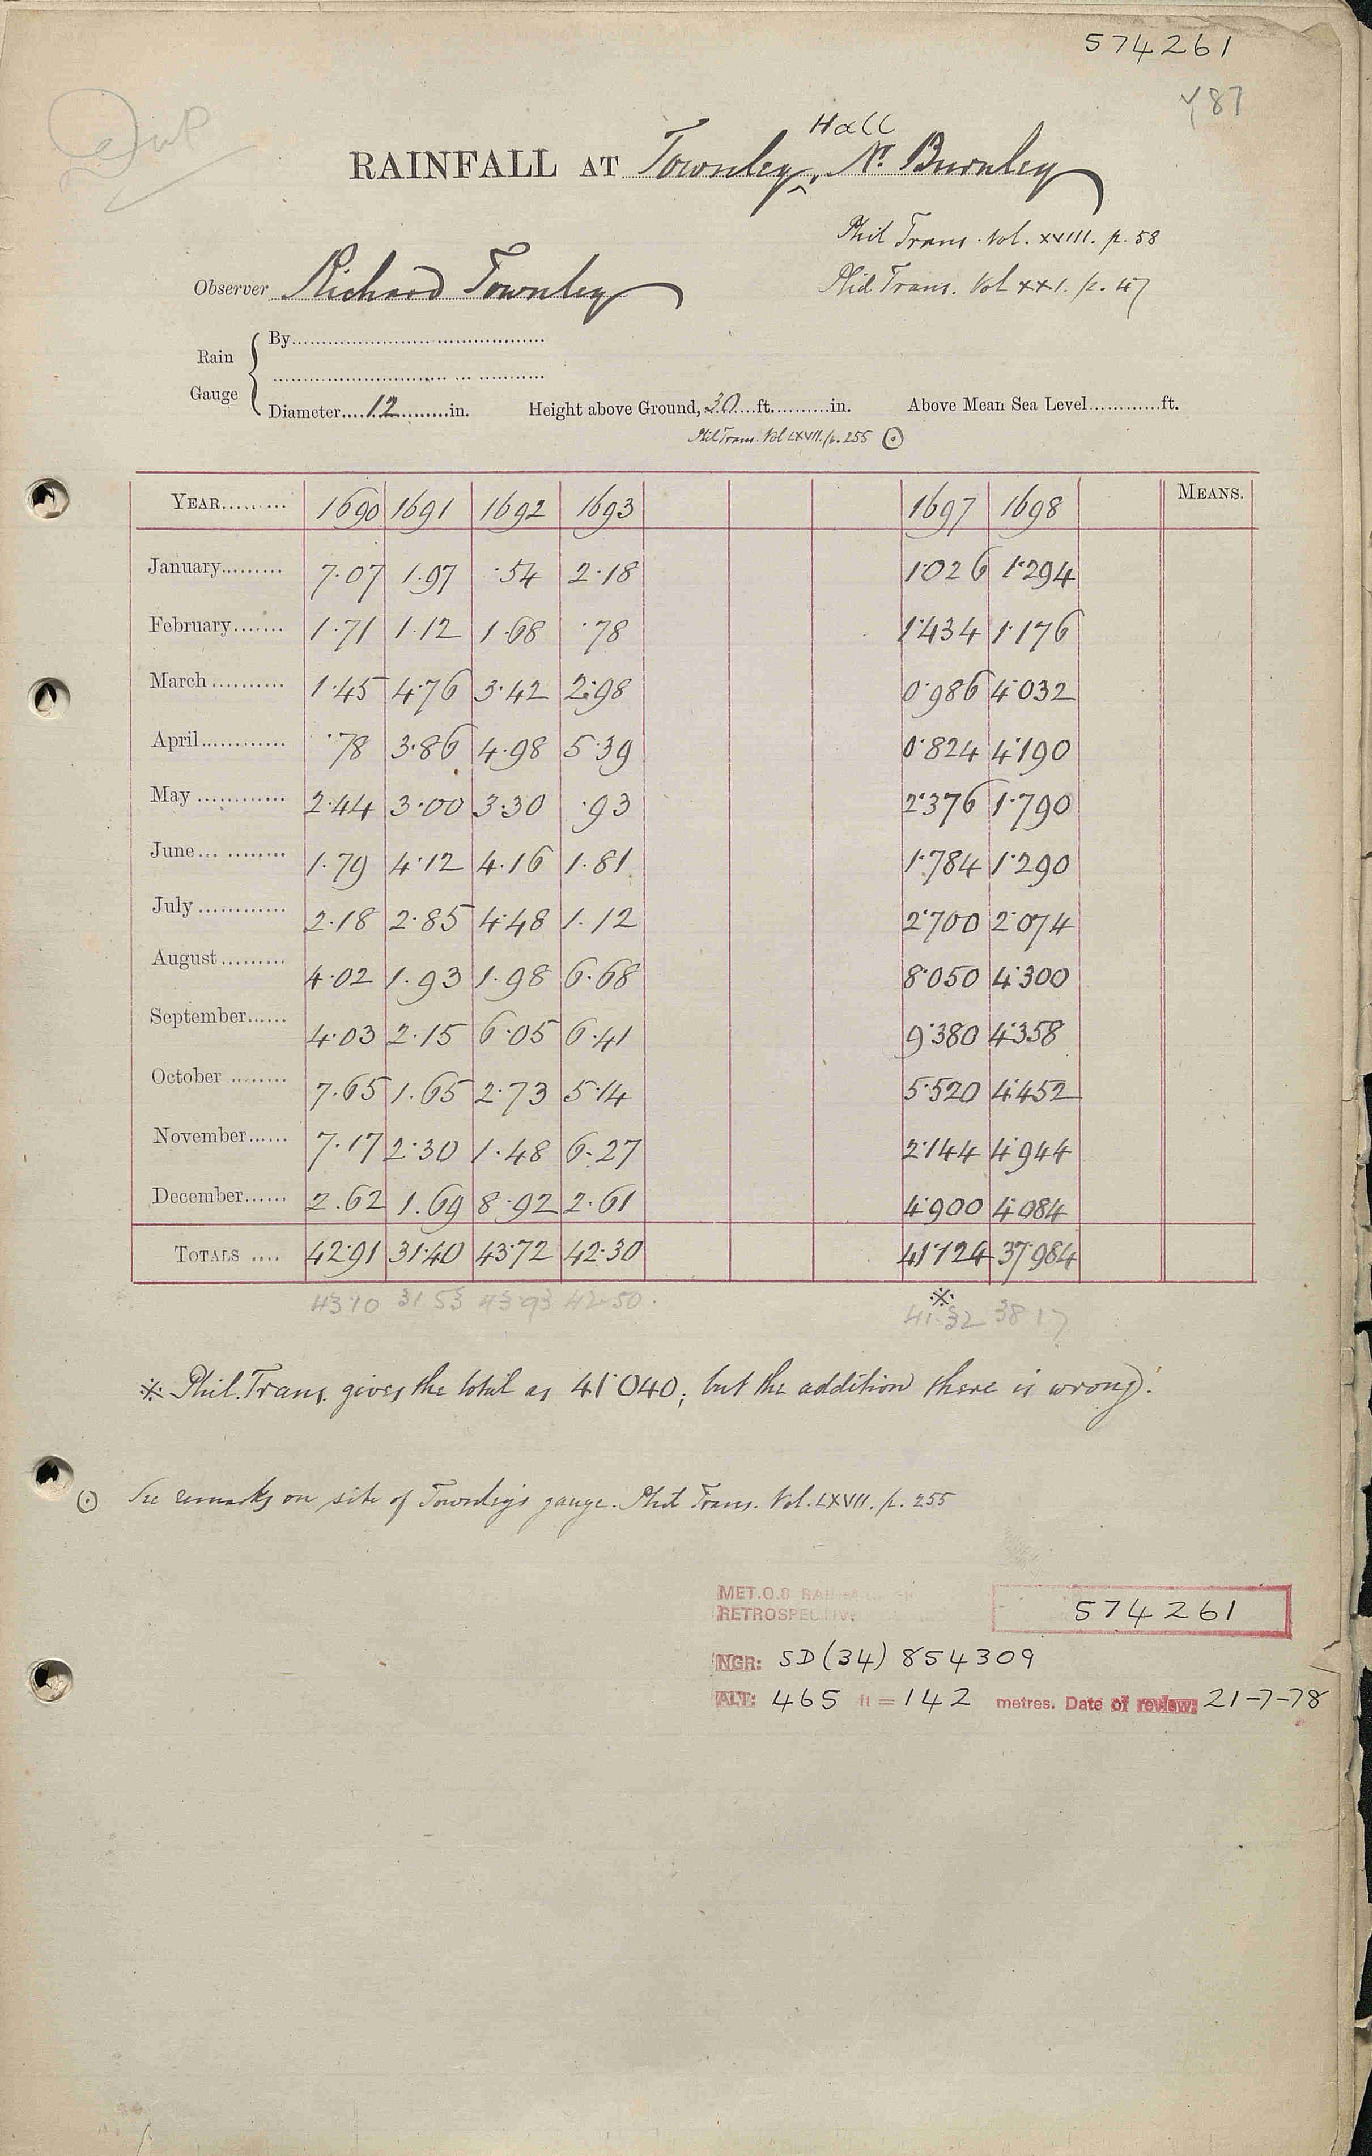 574261
487
Hall
RAINFALL AT Townley, Nr. Burnley
Phil Trans. Vol. XVIII. p. 58
Observer Richard Townley
Phil Trans. Vol XXI. p. 47
Rain Gauge
By
Diameter 12 in. Height above Ground, 30 ft. in. Above Mean Sea Level ft.
Phil Trans. Vol LXVII. p. 255 ⊙
YEAR 1690 1691 1692 1693 1697 1698 MEANS.
January 7.07 1.97 .54 2.18 1.026 1.294
February 1.71 1.12 1.68 .78 1.434 1.176
March 1.45 4.76 3.42 2.98 0.986 4.032
April .78 3.86 4.98 5.39 0.824 4.190
May 2.44 3.00 3.30 .93 2.376 1.790
June 1.79 4.12 4.16 1.81 1.784 1.290
July 2.18 2.85 4.48 1.12 2.700 2.074
August 4.02 1.93 1.98 6.68 8.050 4.300
September 4.03 2.15 6.05 6.41 9.380 4.358
October 7.65 1.65 2.73 5.14 5.520 4.452
November 7.17 2.30 1.48 6.27 2.144 4.944
December 2.62 1.69 8.92 2.61 4.900 4.084
TOTALS 42.91 31.40 43.72 42.30 41.124 37.984
※
43.10 31.53 43.93 42.50. 41.32 38.17
※ Phil. Trans. gives the total as 41.040; but the addition there is wrong.
⊙ See remarks on site of Townley's gauge. Phil Trans. Vol. LXVII. p. 255
MET.O.8
RETROSPECTIVE
574261
NGR: SD(34) 854309
ALT: 465 ft = 142 metres. Date of review: 21-7-78